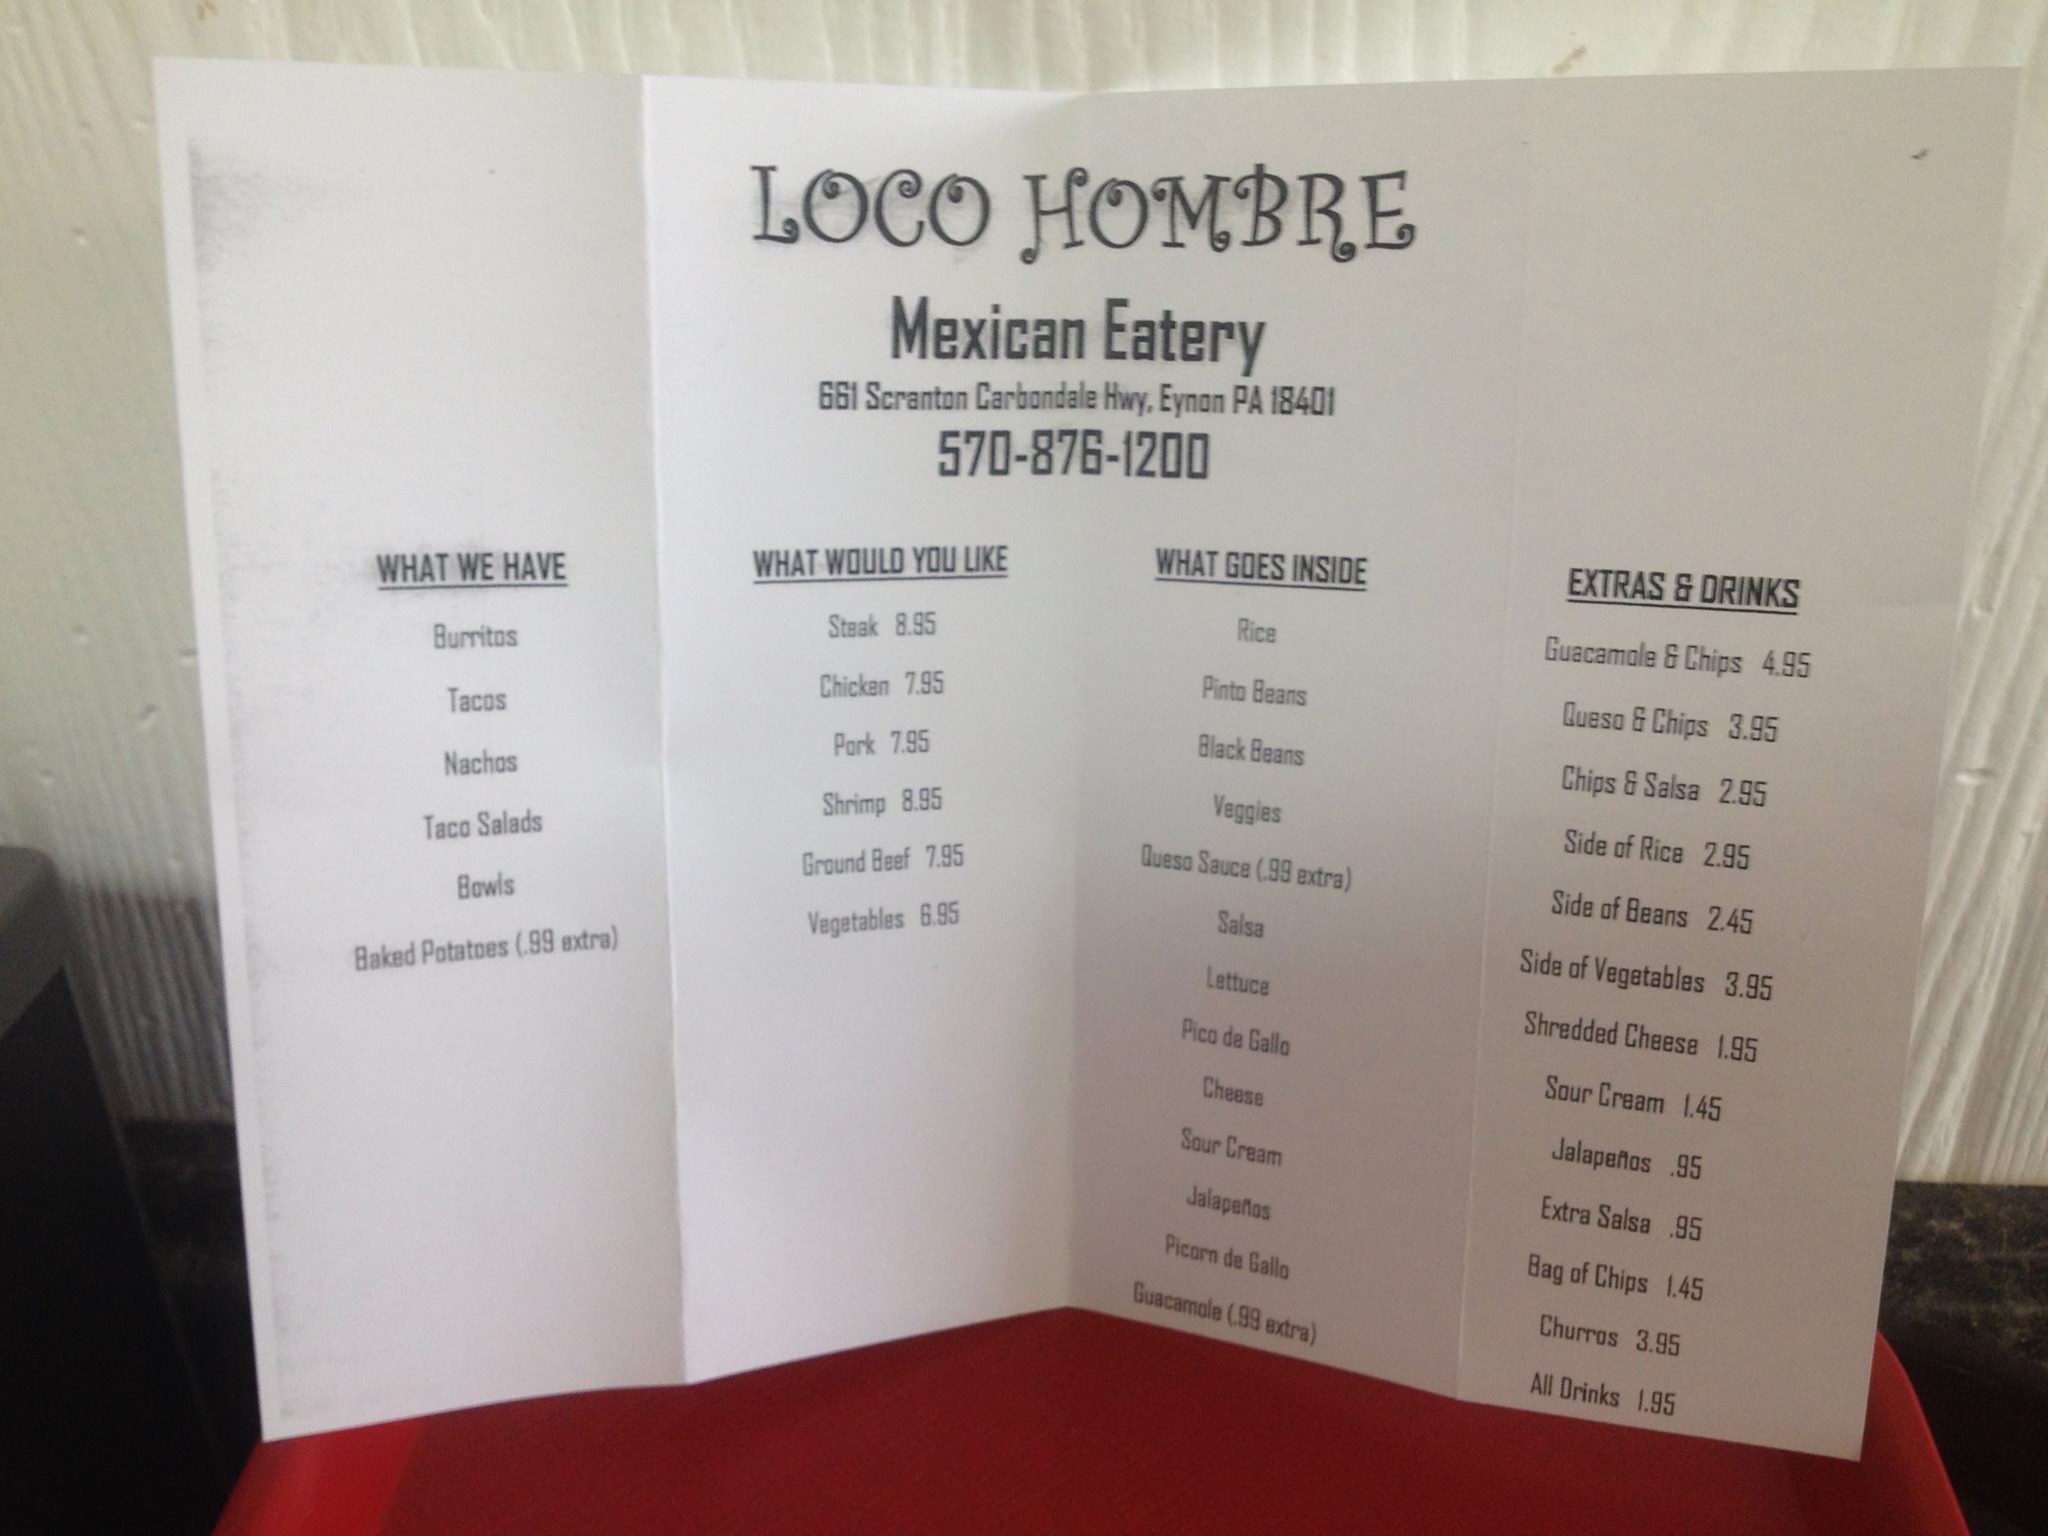 LOCO HOMBRE
Mexican Eatery
661 Scranton Carbondale Hwy, Eynon PA 18401
570-876-1200
WHAT WE HAVE
Burritos
Tacos
Nachos
Taco Salads
Bowls
Baked Potatoes (.99 extra)
WHAT WOULD YOU LIKE
Steak 8.95
Chicken 7.95
Pork 7.95
Shrimp 8.95
Ground Beef 7.95
Vegetables 6.95
WHAT GOES INSIDE
Rice
Pinto Beans
Black Beans
Veggies
Queso Sauce (.99 extra)
Salsa
Lettuce
Pico de Gallo
Cheese
Sour Cream
Jalapeños
Picorn de Gallo
Guacamole (.99 extra)
EXTRAS & DRINKS
Guacamole & Chips 4.95
Queso & Chips 3.95
Chips & Salsa 2.95
Side of Rice 2.95
Side of Beans 2.45
Side of Vegetables 3.95
Shredded Cheese 1.95
Sour Cream 1.45
Jalapeños .95
Extra Salsa .95
Bag of Chips 1.45
Churros 3.95
All Drinks 1.95